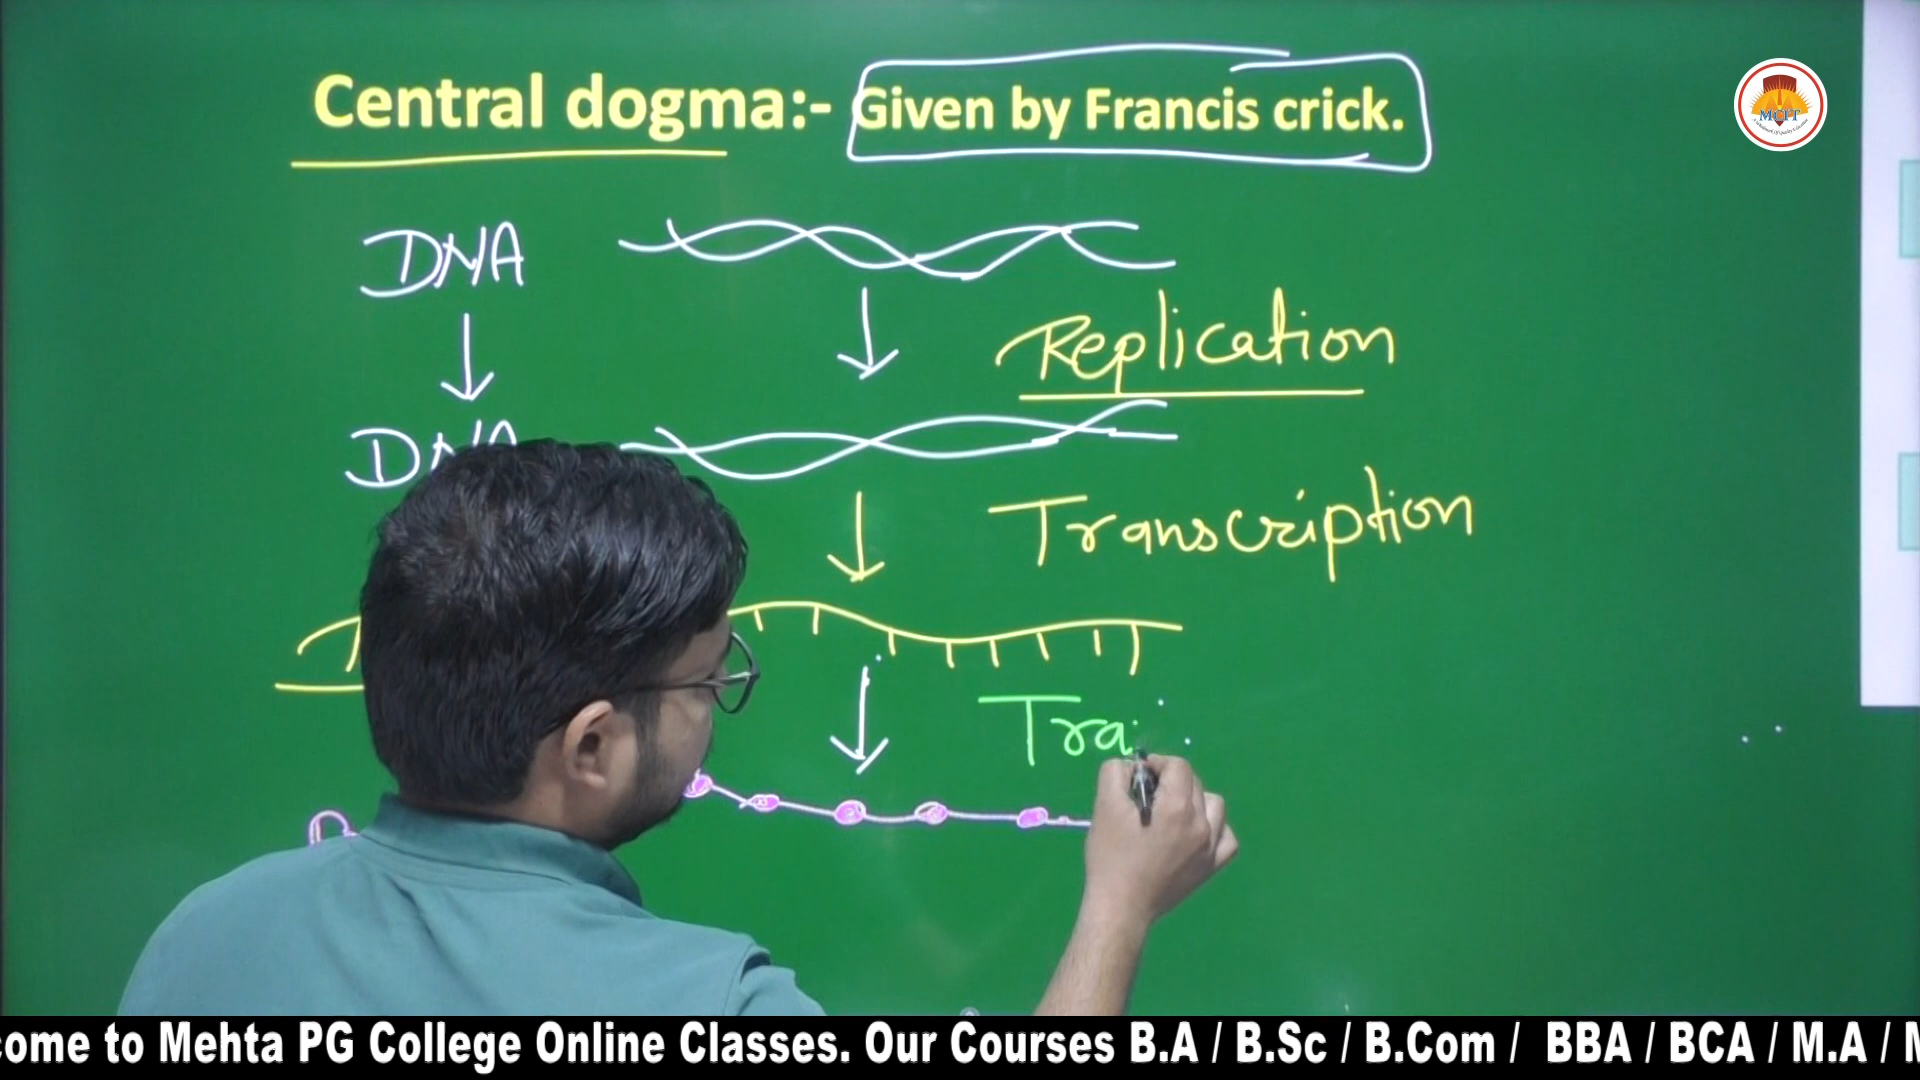 Central dogma:- Given by Francis crick.
MCPT
DNA
Replication
Transcription
Tra
come to Mehta PG College Online Classes. Our Courses B.A / B.Sc / B.Com / BBA / BCA / M.A / M